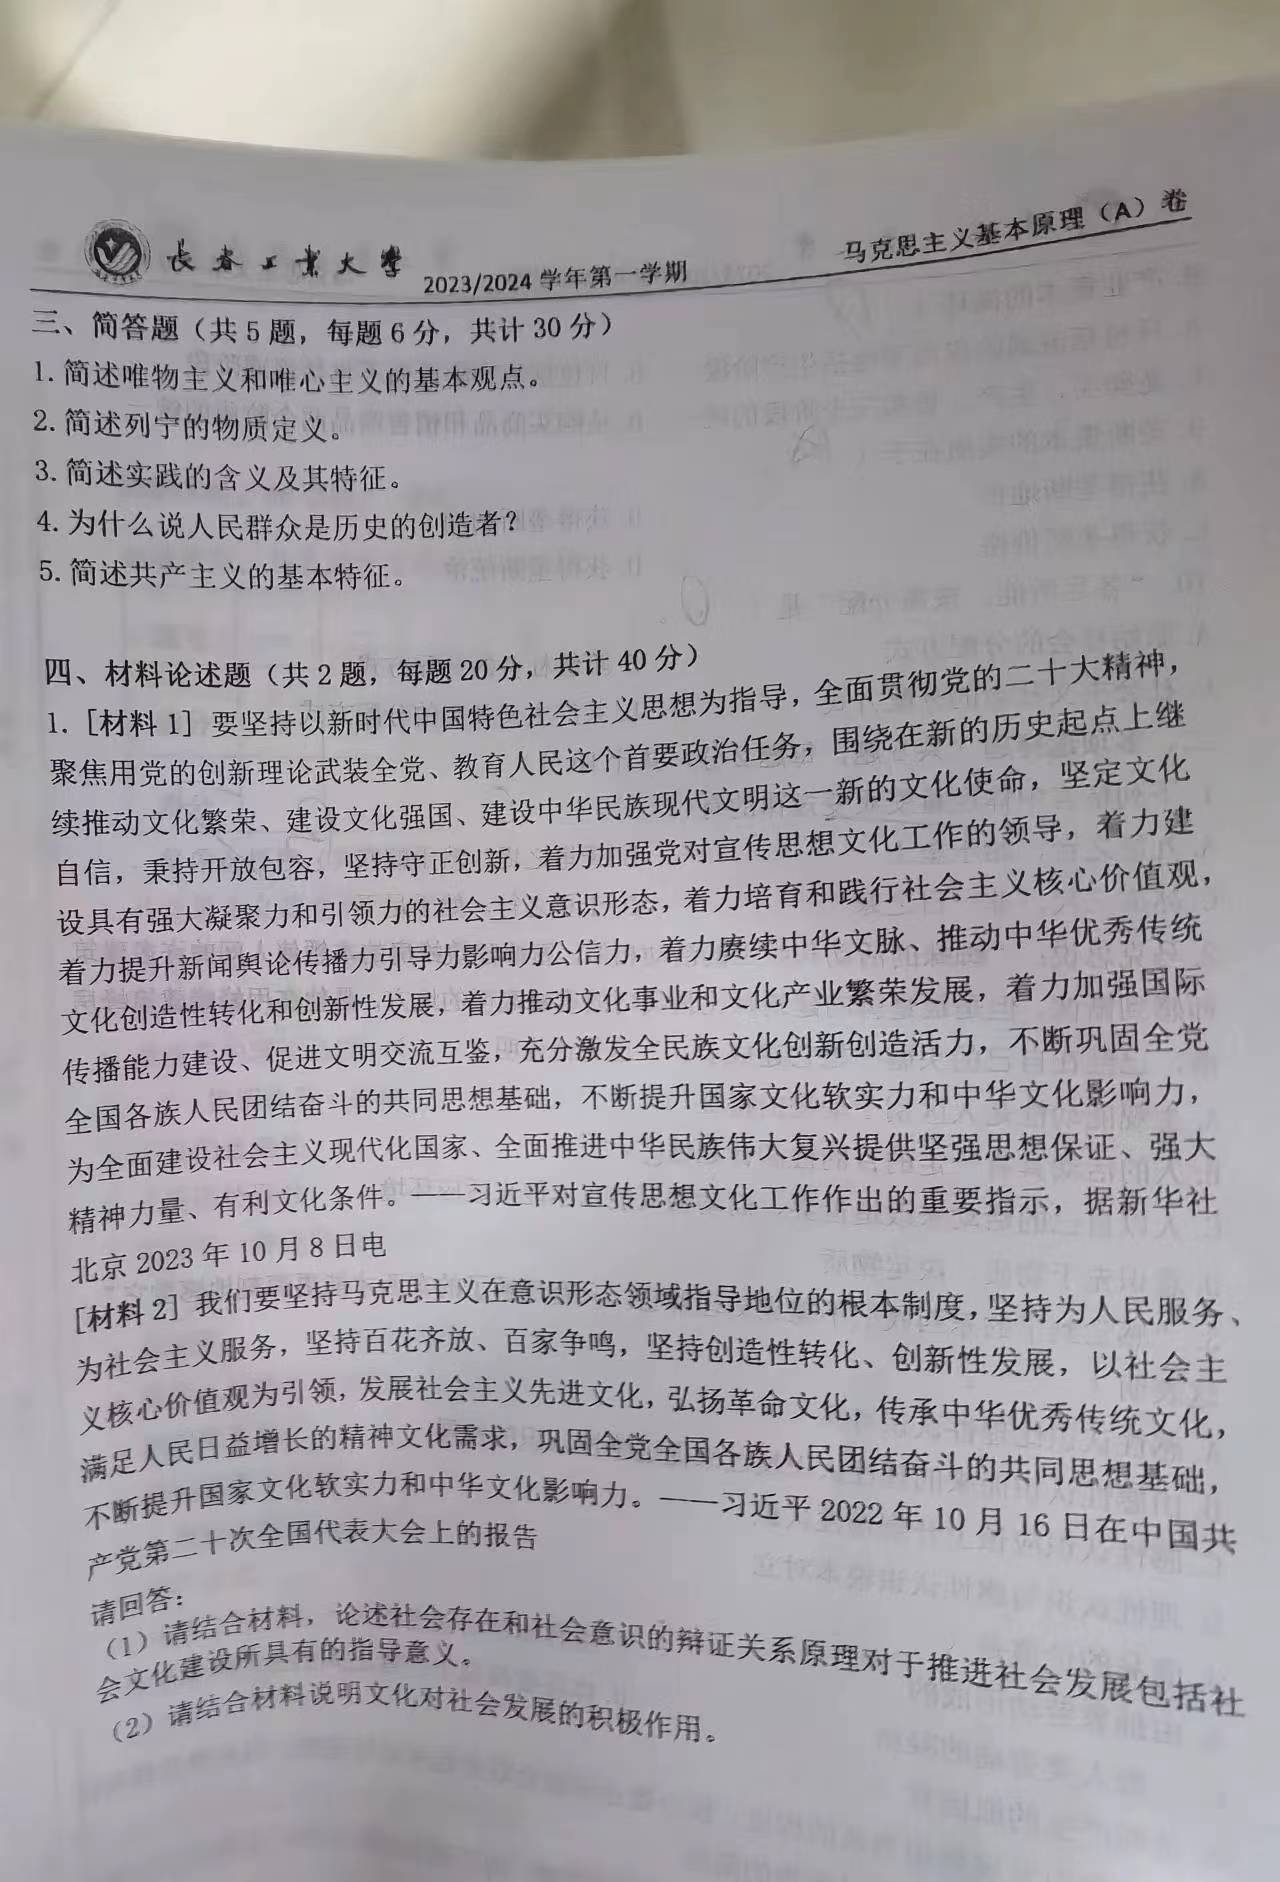 长春工业大学 2023/2024 学年第一学期 马克思主义基本原理（A）卷
三、简答题（共 5 题，每题 6 分，共计 30 分）
1. 简述唯物主义和唯心主义的基本观点。
2. 简述列宁的物质定义。
3. 简述实践的含义及其特征。
4. 为什么说人民群众是历史的创造者？
5. 简述共产主义的基本特征。
四、材料论述题（共 2 题，每题 20 分，共计 40 分）
1. [材料 1] 要坚持以新时代中国特色社会主义思想为指导，全面贯彻党的二十大精神，
聚焦用党的创新理论武装全党、教育人民这个首要政治任务，围绕在新的历史起点上继
续推动文化繁荣、建设文化强国、建设中华民族现代文明这一新的文化使命，坚定文化
自信，秉持开放包容，坚持守正创新，着力加强党对宣传思想文化工作的领导，着力建
设具有强大凝聚力和引领力的社会主义意识形态，着力培育和践行社会主义核心价值观，
着力提升新闻舆论传播力引导力影响力公信力，着力赓续中华文脉、推动中华优秀传统
文化创造性转化和创新性发展，着力推动文化事业和文化产业繁荣发展，着力加强国际
传播能力建设、促进文明交流互鉴，充分激发全民族文化创新创造活力，不断巩固全党
全国各族人民团结奋斗的共同思想基础，不断提升国家文化软实力和中华文化影响力，
为全面建设社会主义现代化国家、全面推进中华民族伟大复兴提供坚强思想保证、强大
精神力量、有利文化条件。——习近平对宣传思想文化工作作出的重要指示，据新华社
北京 2023 年 10 月 8 日电
[材料 2] 我们要坚持马克思主义在意识形态领域指导地位的根本制度，坚持为人民服务、
为社会主义服务，坚持百花齐放、百家争鸣，坚持创造性转化、创新性发展，以社会主
义核心价值观为引领，发展社会主义先进文化，弘扬革命文化，传承中华优秀传统文化，
满足人民日益增长的精神文化需求，巩固全党全国各族人民团结奋斗的共同思想基础，
不断提升国家文化软实力和中华文化影响力。——习近平 2022 年 10 月 16 日在中国共
产党第二十次全国代表大会上的报告
请回答：
（1）请结合材料，论述社会存在和社会意识的辩证关系原理对于推进社会发展包括社
会文化建设所具有的指导意义。
（2）请结合材料说明文化对社会发展的积极作用。